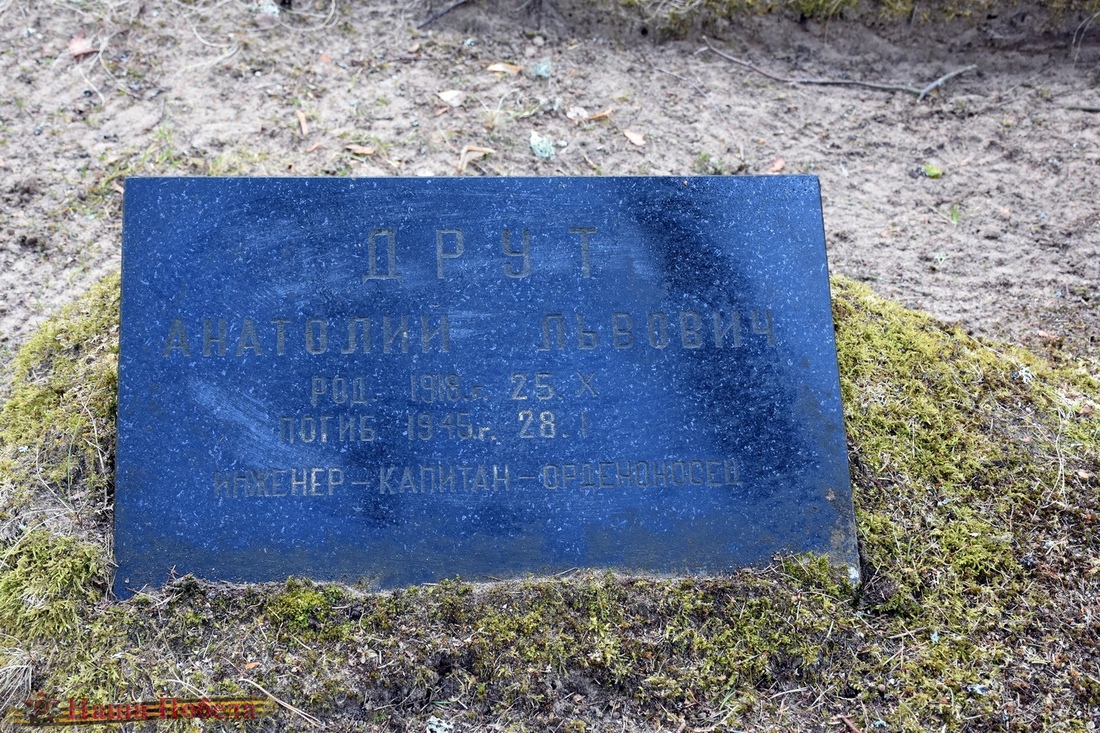 ДРУТ
АНАТОЛИЙ ЛЬВОВИЧ
РОД. 1918 г. 25. X
ПОГИБ 1945 г. 28. I
ИНЖЕНЕР - КАПИТАН - ОРДЕНОНОСЕЦ
Наша Победа